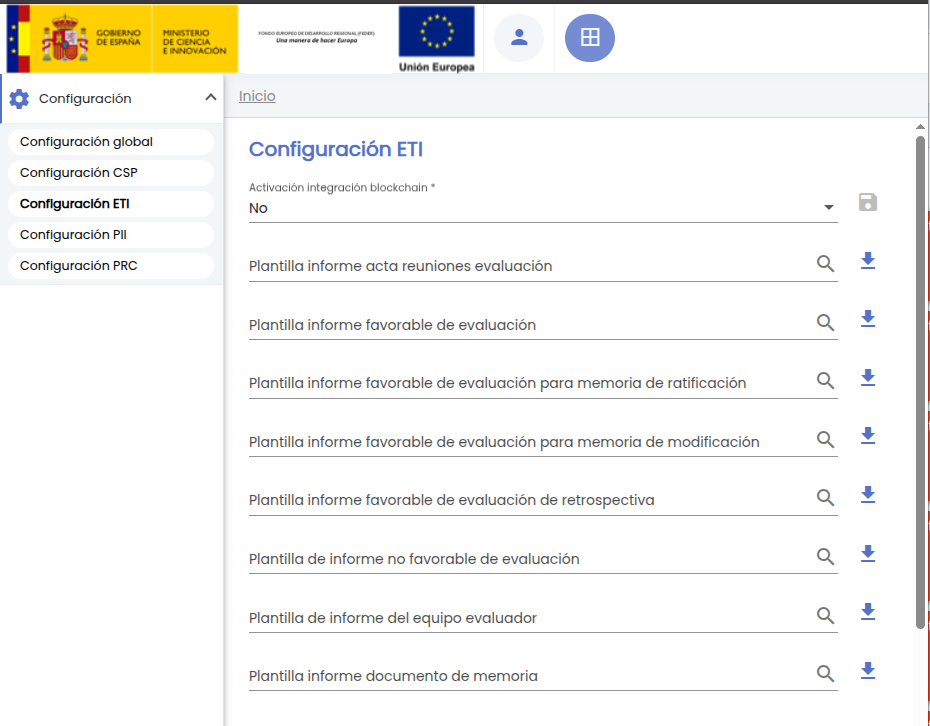 GOBIERNO
DE ESPAÑA
MINISTERIO
DE CIENCIA
E INNOVACIÓN
FONDO EUROPEO DE DESARROLLO REGIONAL (FEDER)
Una manera de hacer Europa
Unión Europea
Configuración
Inicio
Configuración global
Configuración CSP
Configuración ETI
Configuración PII
Configuración PRC
Configuración ETI
Activación integración blockchain *
No
Plantilla informe acta reuniones evaluación
Plantilla informe favorable de evaluación
Plantilla informe favorable de evaluación para memoria de ratificación
Plantilla informe favorable de evaluación para memoria de modificación
Plantilla informe favorable de evaluación de retrospectiva
Plantilla de informe no favorable de evaluación
Plantilla de informe del equipo evaluador
Plantilla informe documento de memoria